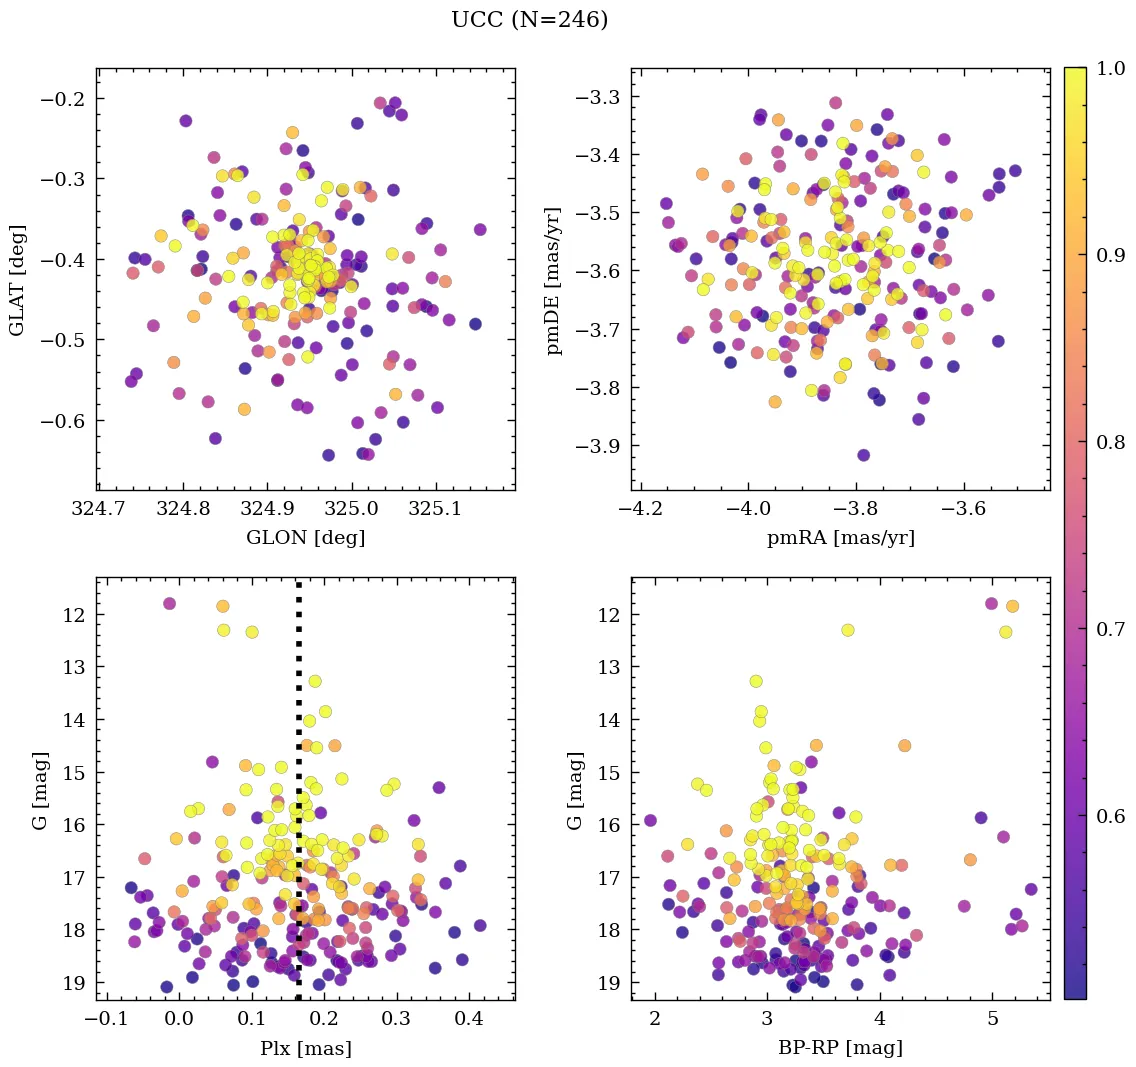 UCC (N=246)
−0.2
−0.3
−0.4
−0.5
−0.6
GLAT [deg]
324.7 324.8 324.9 325.0 325.1
GLON [deg]
−3.3
−3.4
−3.5
−3.6
−3.7
−3.8
−3.9
pmDE [mas/yr]
−4.2 −4.0 −3.8 −3.6
pmRA [mas/yr]
1.0
0.9
0.8
0.7
0.6
12
13
14
15
16
17
18
19
G [mag]
−0.1 0.0 0.1 0.2 0.3 0.4
Plx [mas]
12
13
14
15
16
17
18
19
G [mag]
2 3 4 5
BP-RP [mag]